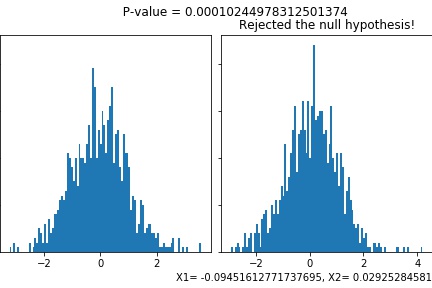 P-value = 0.00010244978312501374
Rejected the null hypothesis!
−2 0 2 −2 0 2 4
X1= -0.09451612771737695, X2= 0.02925284581